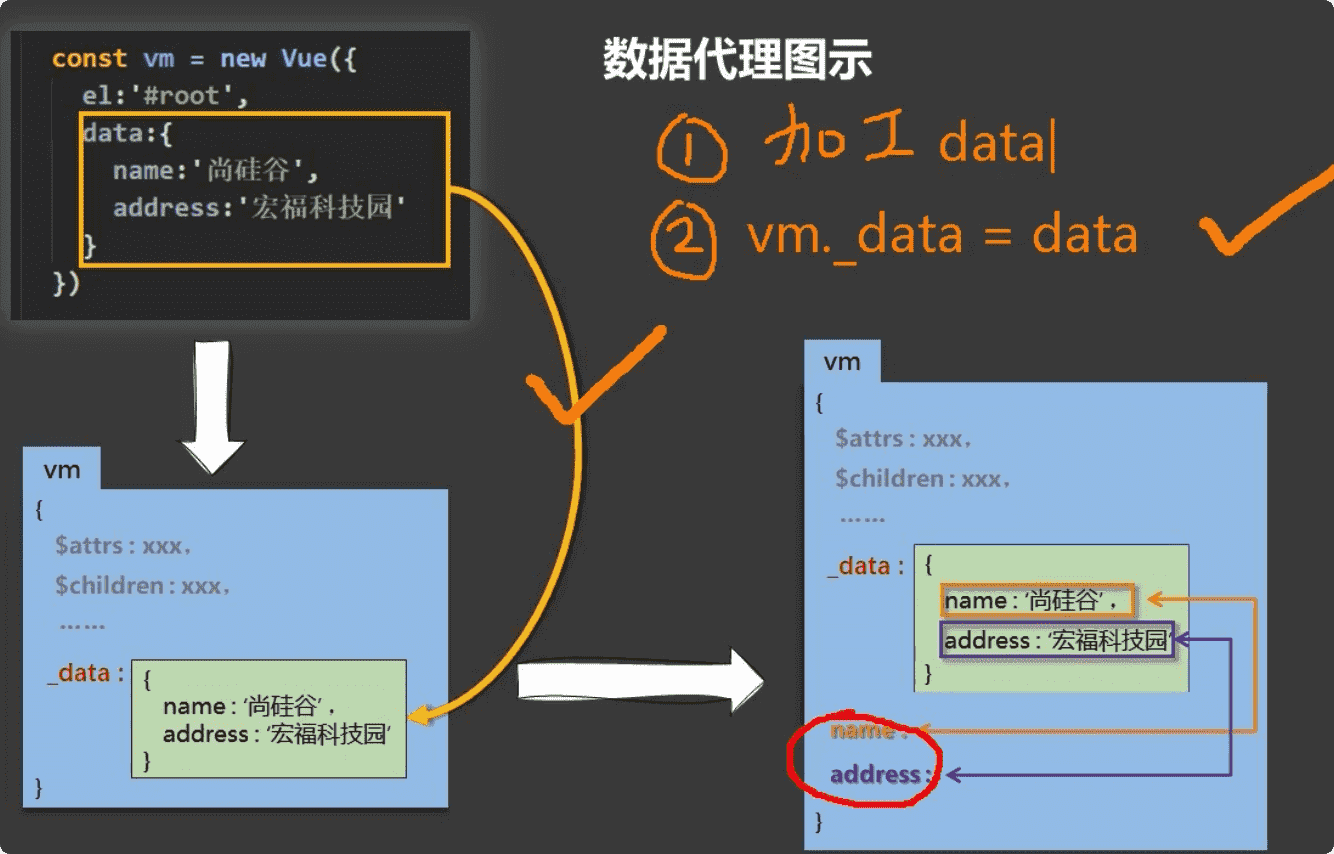 const vm = new Vue({
el:'#root',
data:{
name:'尚硅谷',
address:'宏福科技园'
}
})
数据代理图示
① 加工 data
② vm._data = data
vm
{
$attrs : xxx，
$children : xxx，
……
_data :
{
name : ‘尚硅谷’ ，
address : ‘宏福科技园’
}
}
vm
{
$attrs : xxx，
$children : xxx，
……
_data :
{
name : ‘尚硅谷’ ，
address : ‘宏福科技园’
}
name :
address :
}